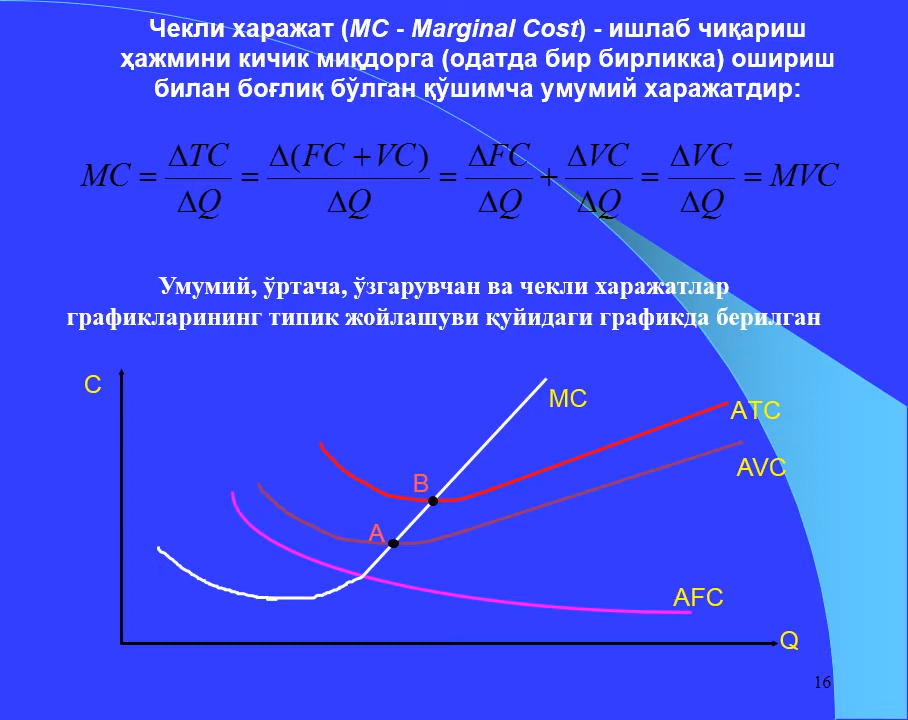 Чекли харажат (MC - Marginal Cost) - ишлаб чиқариш
ҳажмини кичик миқдорга (одатда бир бирликка) ошириш
билан боғлиқ бўлган қўшимча умумий харажатдир:
MC = ΔTC/ΔQ = Δ(FC + VC)/ΔQ = ΔFC/ΔQ + ΔVC/ΔQ = ΔVC/ΔQ = MVC
Умумий, ўртача, ўзгарувчан ва чекли харажатлар
графикларининг типик жойлашуви қуйидаги графикда берилган
C
MC
ATC
AVC
B
A
AFC
Q
16